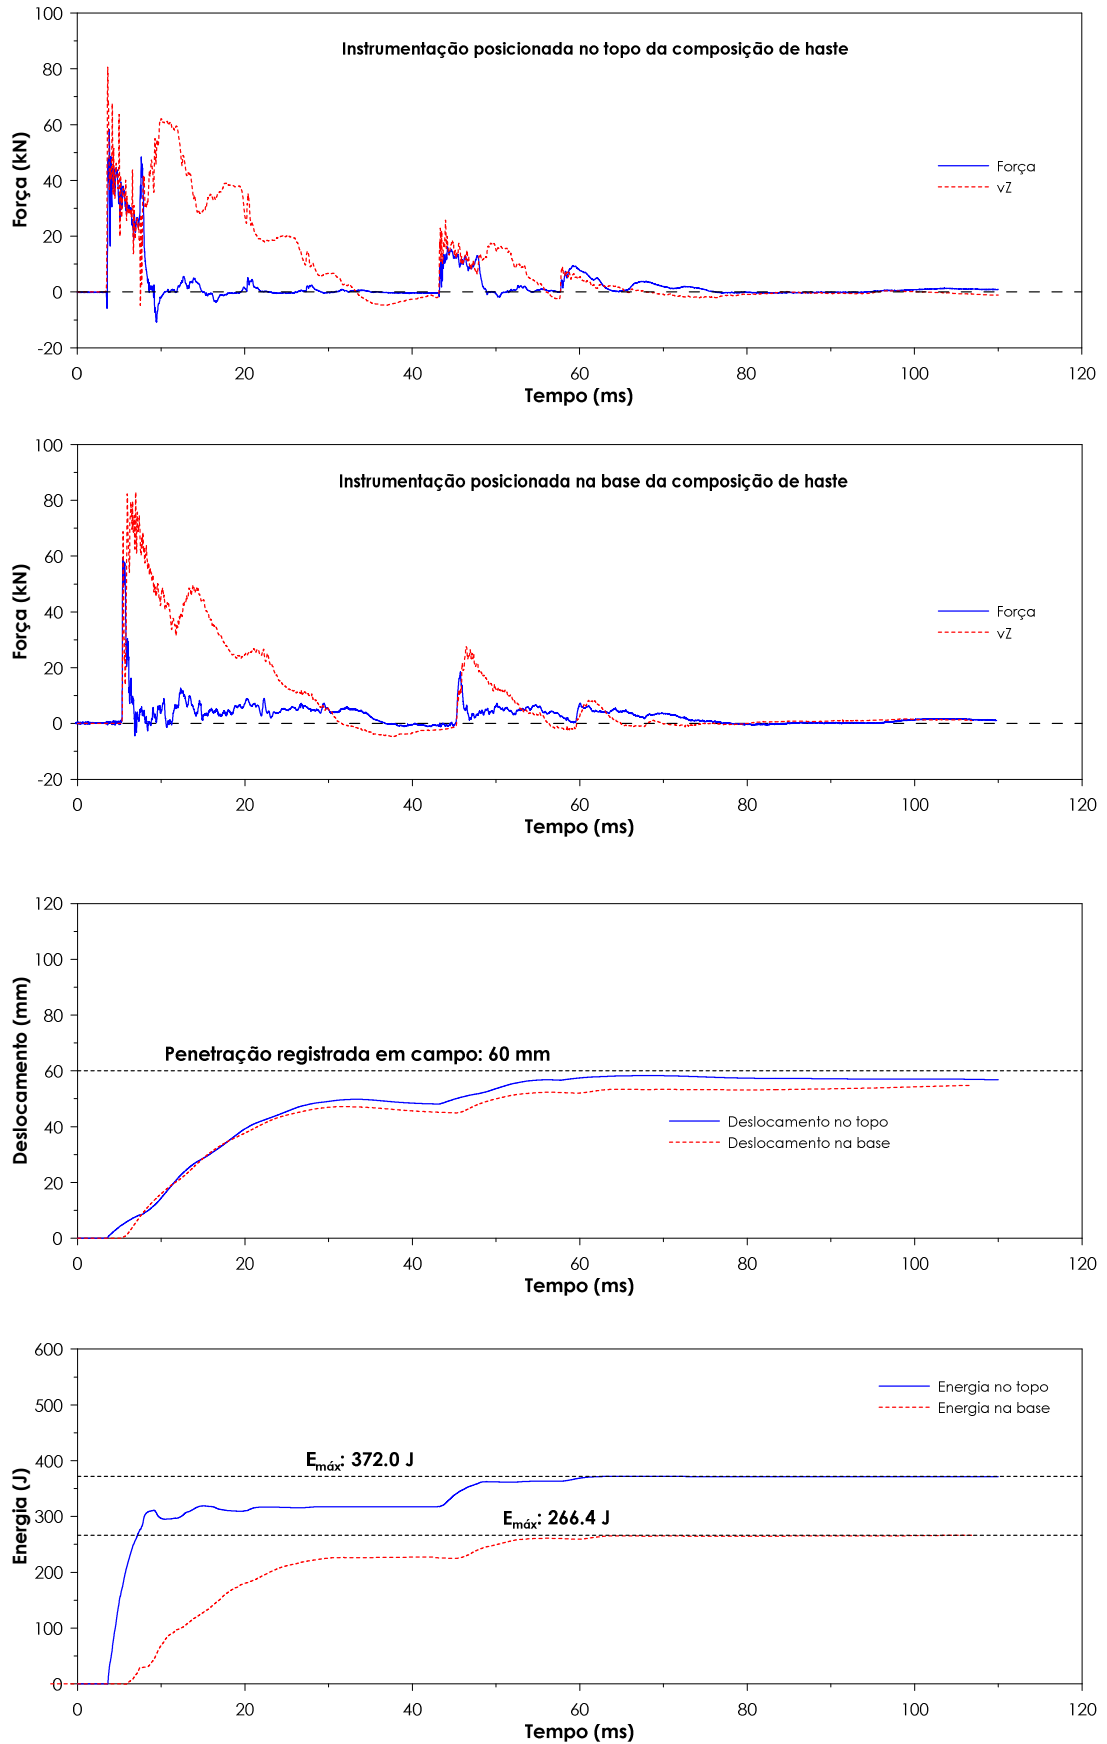 100
Instrumentação posicionada no topo da composição de haste
80
60
Força (kN)
Força
40
vZ
20
0
-20
0 20 40 60 80 100 120
Tempo (ms)
100
Instrumentação posicionada na base da composição de haste
80
60
Força (kN)
Força
40
vZ
20
0
-20
0 20 40 60 80 100 120
Tempo (ms)
120
100
80
Deslocamento (mm)
Penetração registrada em campo: 60 mm
60
Deslocamento no topo
40
Deslocamento na base
20
0
0 20 40 60 80 100 120
Tempo (ms)
600
Energia no topo
500
Energia na base
Emáx: 372.0 J
400
Energia (J)
Emáx: 266.4 J
300
200
100
0
0 20 40 60 80 100 120
Tempo (ms)